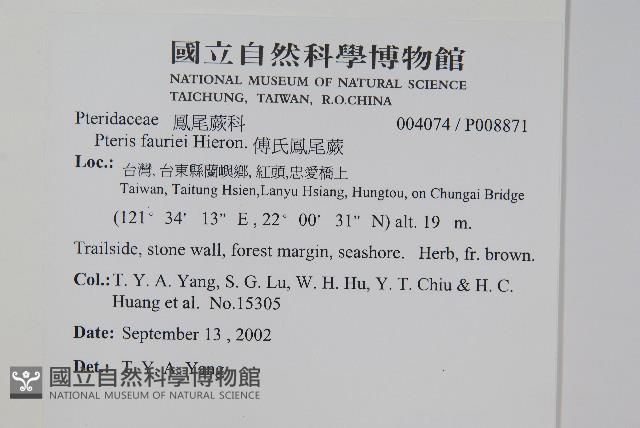 國立自然科學博物館
NATIONAL MUSEUM OF NATURAL SCIENCE
TAICHUNG, TAIWAN, R.O.CHINA
Pteridaceae 鳳尾蕨科 004074 / P008871
Pteris fauriei Hieron. 傅氏鳳尾蕨
Loc.: 台灣, 台東縣蘭嶼鄉, 紅頭,忠愛橋上
Taiwan, Taitung Hsien,Lanyu Hsiang, Hungtou, on Chungai Bridge
(121° 34' 13" E , 22° 00' 31" N) alt. 19 m.
Trailside, stone wall, forest margin, seashore. Herb, fr. brown.
Col.: T. Y. A. Yang, S. G. Lu, W. H. Hu, Y. T. Chiu & H. C.
Huang et al. No.15305
Date: September 13 , 2002
Det.: T. Y. A. Yang
國立自然科學博物館
NATIONAL MUSEUM OF NATURAL SCIENCE